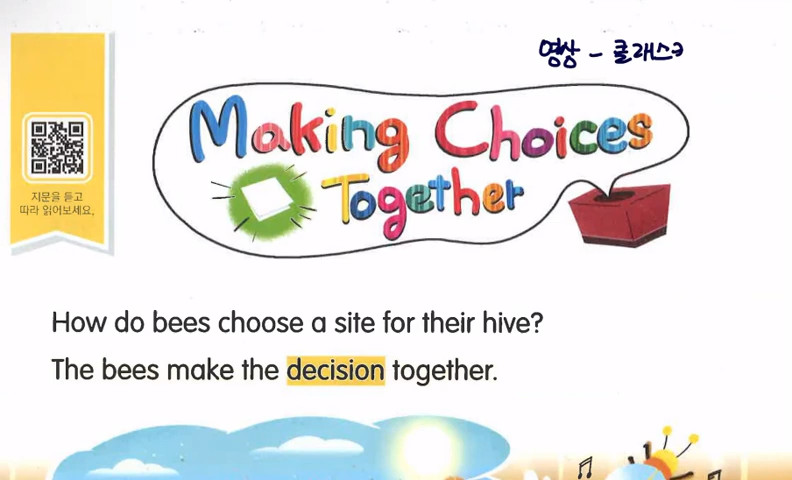 영상 - 클래스
지문을 듣고
따라 읽어보세요.
Making Choices
Together
How do bees choose a site for their hive?
The bees make the decision together.